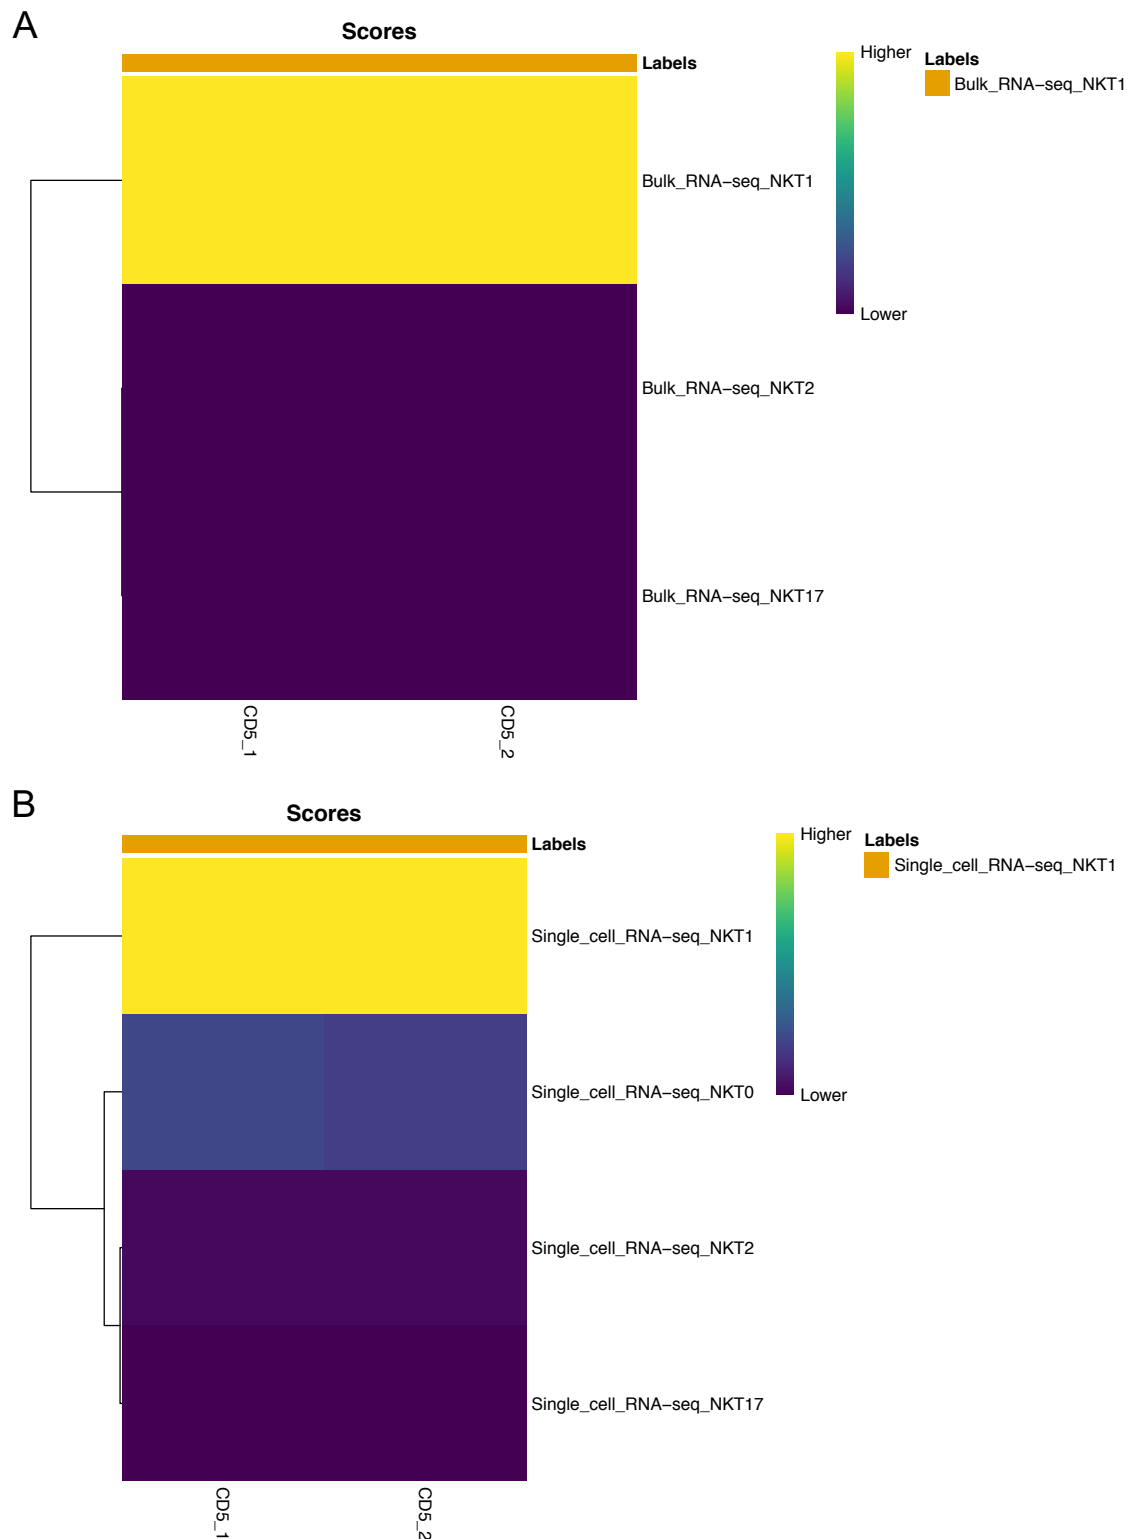 A
Scores
Labels
Higher
Lower
Labels
Bulk_RNA−seq_NKT1
Bulk_RNA−seq_NKT1
Bulk_RNA−seq_NKT2
Bulk_RNA−seq_NKT17
CD5_1
CD5_2
B
Scores
Labels
Higher
Lower
Labels
Single_cell_RNA−seq_NKT1
Single_cell_RNA−seq_NKT1
Single_cell_RNA−seq_NKT0
Single_cell_RNA−seq_NKT2
Single_cell_RNA−seq_NKT17
CD5_1
CD5_2